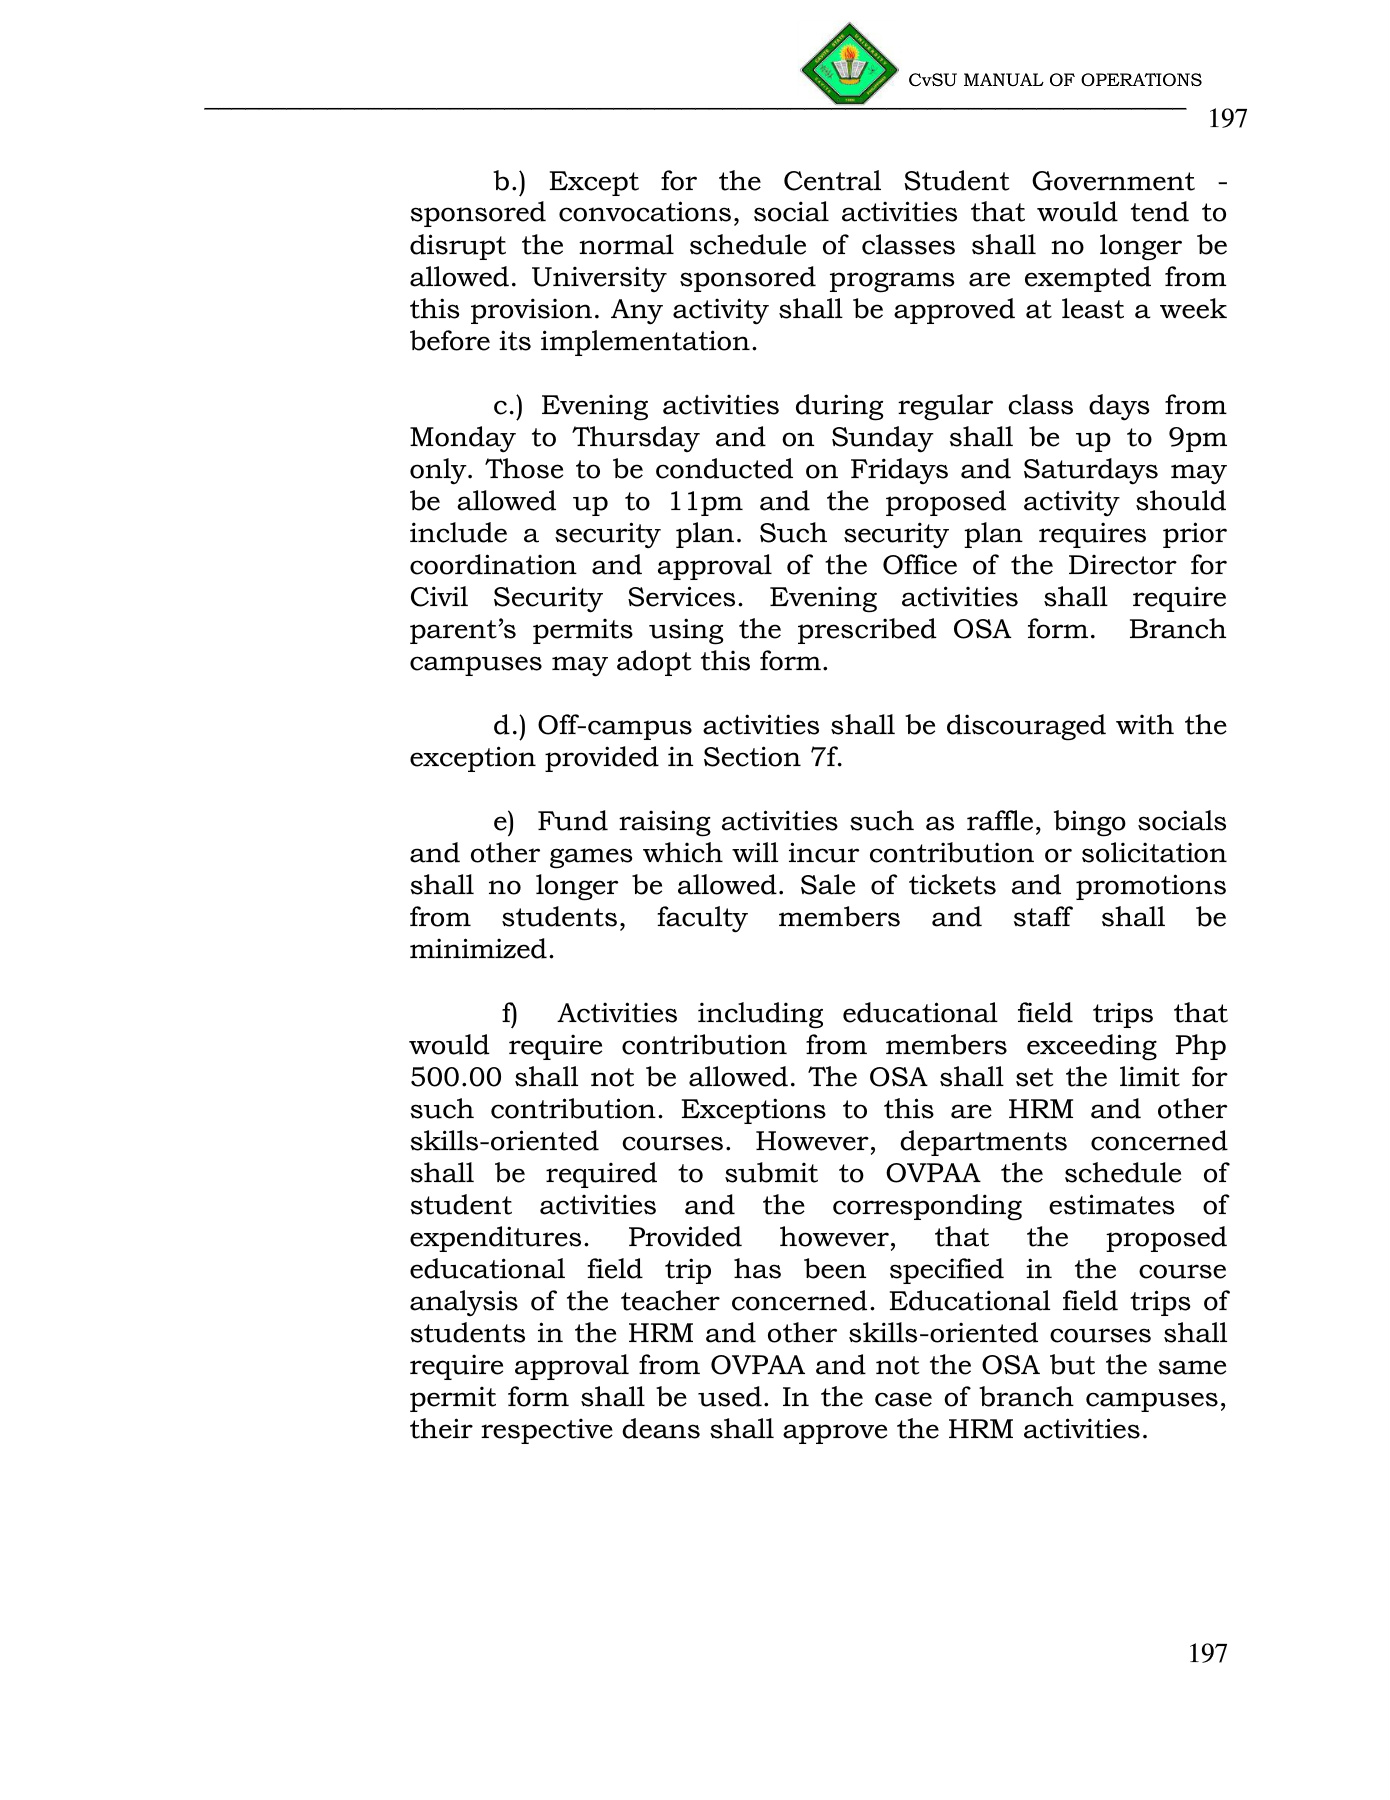 CvSU MANUAL OF OPERATIONS
197
b.) Except for the Central Student Government -
sponsored convocations, social activities that would tend to
disrupt the normal schedule of classes shall no longer be
allowed. University sponsored programs are exempted from
this provision. Any activity shall be approved at least a week
before its implementation.
c.) Evening activities during regular class days from
Monday to Thursday and on Sunday shall be up to 9pm
only. Those to be conducted on Fridays and Saturdays may
be allowed up to 11pm and the proposed activity should
include a security plan. Such security plan requires prior
coordination and approval of the Office of the Director for
Civil Security Services. Evening activities shall require
parent’s permits using the prescribed OSA form. Branch
campuses may adopt this form.
d.) Off-campus activities shall be discouraged with the
exception provided in Section 7f.
e) Fund raising activities such as raffle, bingo socials
and other games which will incur contribution or solicitation
shall no longer be allowed. Sale of tickets and promotions
from students, faculty members and staff shall be
minimized.
f) Activities including educational field trips that
would require contribution from members exceeding Php
500.00 shall not be allowed. The OSA shall set the limit for
such contribution. Exceptions to this are HRM and other
skills-oriented courses. However, departments concerned
shall be required to submit to OVPAA the schedule of
student activities and the corresponding estimates of
expenditures. Provided however, that the proposed
educational field trip has been specified in the course
analysis of the teacher concerned. Educational field trips of
students in the HRM and other skills-oriented courses shall
require approval from OVPAA and not the OSA but the same
permit form shall be used. In the case of branch campuses,
their respective deans shall approve the HRM activities.
197